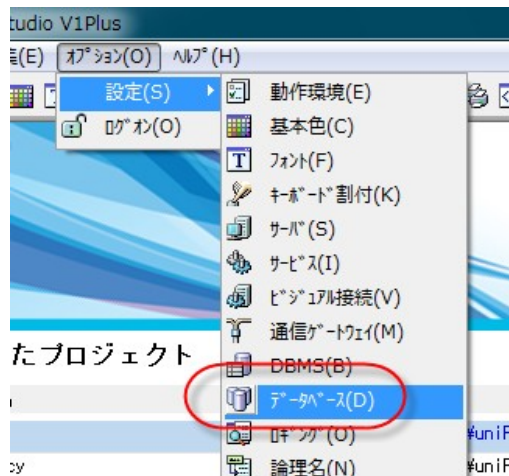 tudio V1Plus
(E) ｵﾌﾟｼｮﾝ(O) ﾍﾙﾌﾟ(H)
設定(S)
ﾛｸﾞｵﾝ(O)
動作環境(E)
基本色(C)
ﾌｫﾝﾄ(F)
ｷｰﾎﾞｰﾄﾞ割付(K)
ｻｰﾊﾞ(S)
ｻｰﾋﾞｽ(I)
ﾋﾞｼﾞｭｱﾙ接続(V)
通信ｹﾞｰﾄｳｪｲ(M)
DBMS(B)
ﾃﾞｰﾀﾍﾞｰｽ(D)
ﾛｷﾞﾝｸﾞ(O)
論理名(N)
たプロジェクト
¥uniF
cy
¥uniF